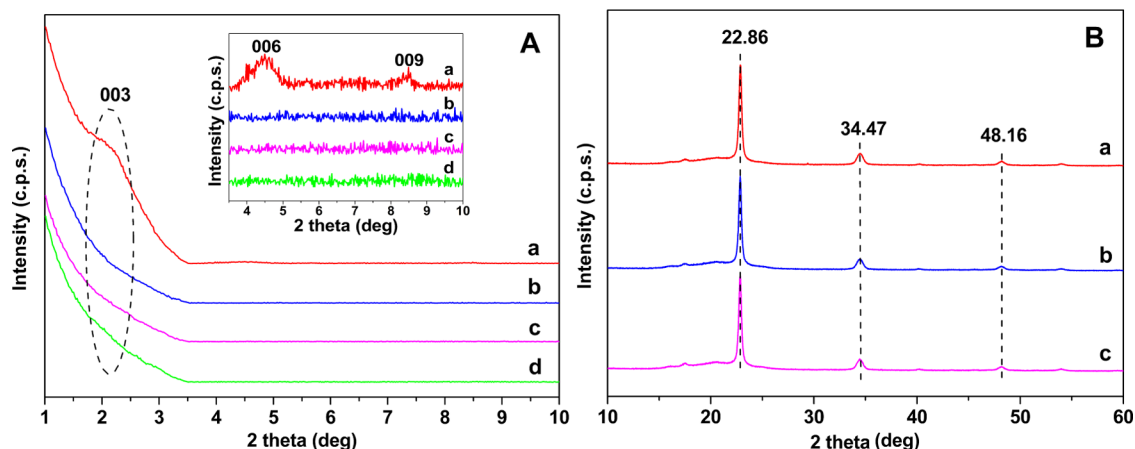 A
003
a
b
c
d
Intensity (c.p.s.)
1 2 3 4 5 6 7 8 9 10
2 theta (deg)
006
009
a
b
c
d
Intensity (c.p.s.)
4 5 6 7 8 9 10
2 theta (deg)
B
22.86
34.47
48.16
a
b
c
Intensity (c.p.s.)
10 20 30 40 50 60
2 theta (deg)